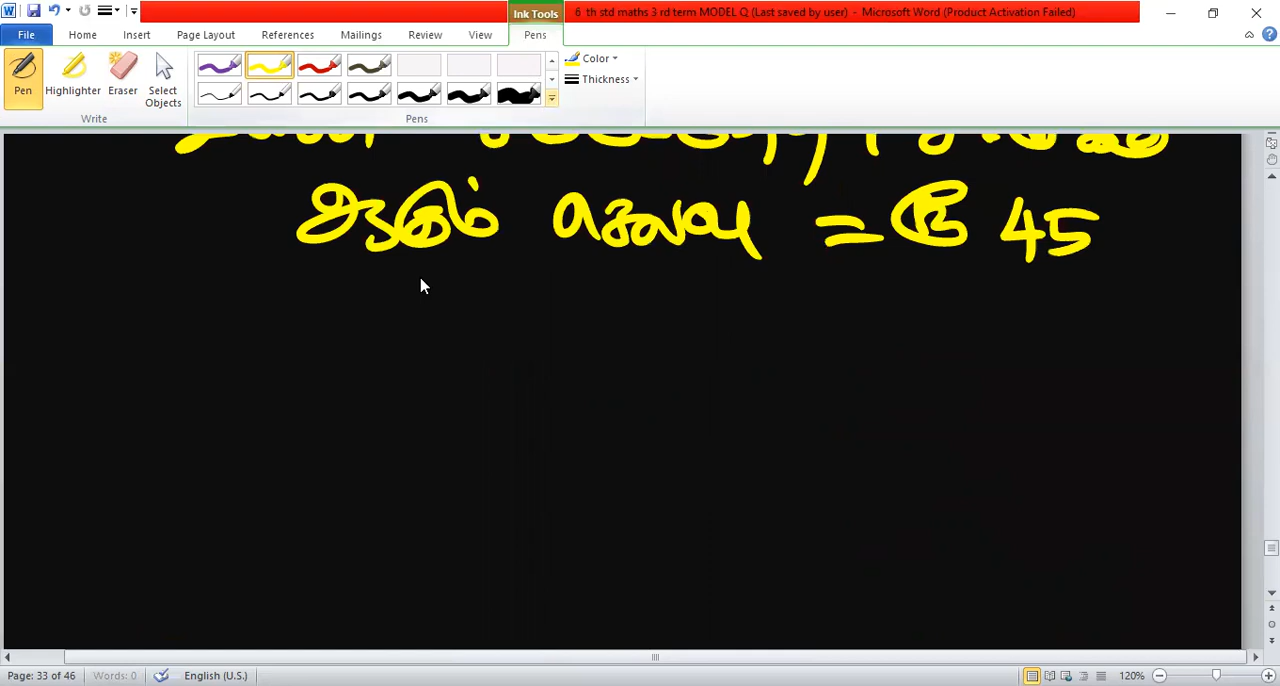 Ink Tools
6 th std maths 3 rd term MODEL Q (Last saved by user) - Microsoft Word (Product Activation Failed)
File Home Insert Page Layout References Mailings Review View Pens
Pen Highlighter Eraser Select Objects
Color
Thickness
Write Pens
ஆகும் செலவு = ரூ 45
Page: 33 of 46 Words: 0 English (U.S.) 120%